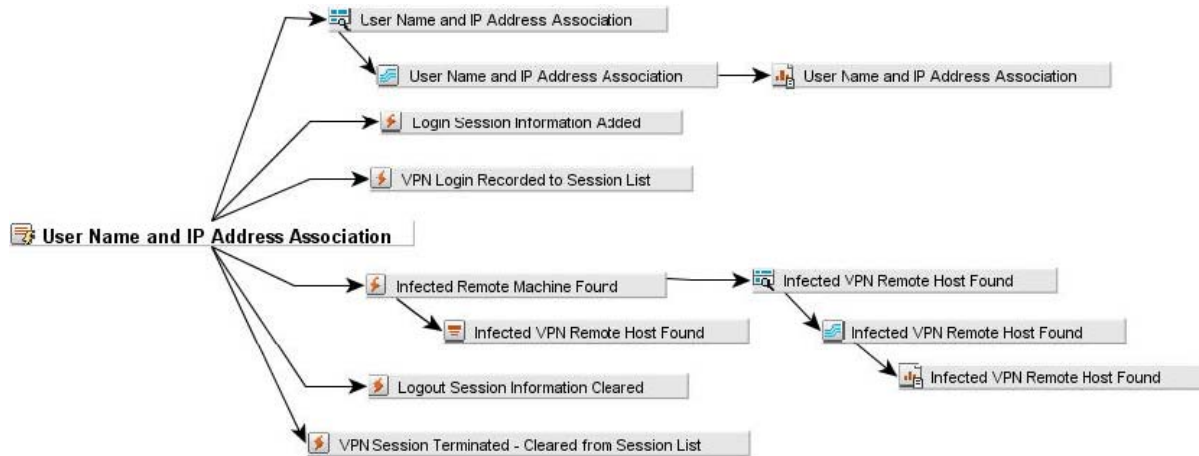 User Name and IP Address Association
User Name and IP Address Association
User Name and IP Address Association
Login Session Information Added
VPN Login Recorded to Session List
User Name and IP Address Association
Infected Remote Machine Found
Infected VPN Remote Host Found
Infected VPN Remote Host Found
Infected VPN Remote Host Found
Logout Session Information Cleared
Infected VPN Remote Host Found
VPN Session Terminated - Cleared from Session List